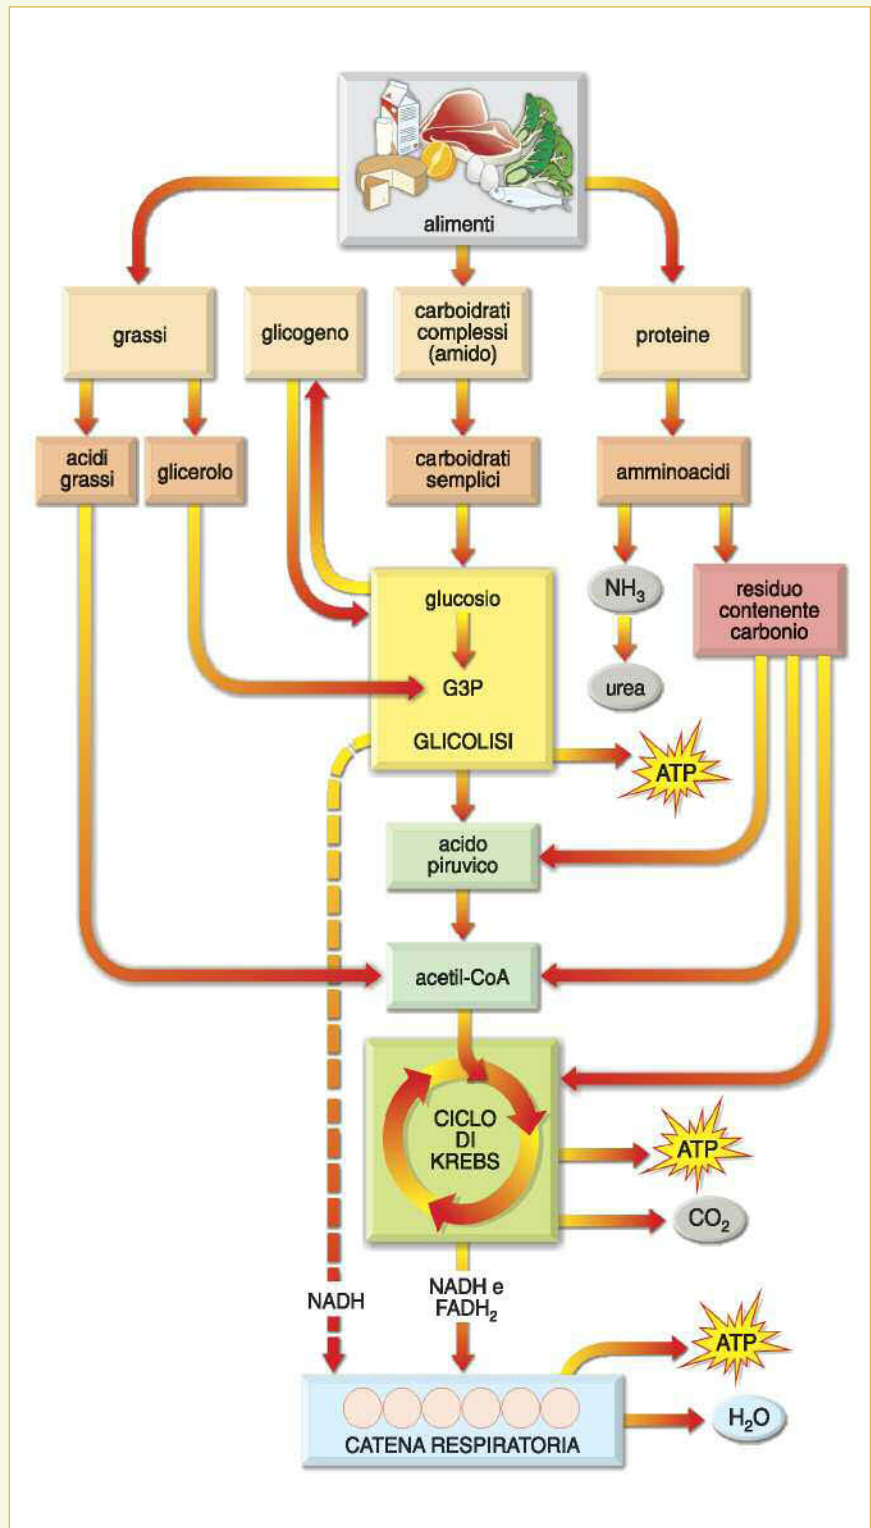 alimenti
grassi
glicogeno
carboidrati
complessi
(amido)
proteine
acidi
grassi
glicerolo
carboidrati
semplici
amminoacidi
glucosio
NH₃
residuo
contenente
carbonio
G3P
urea
GLICOLISI
ATP
acido
piruvico
acetil-CoA
CICLO
DI
KREBS
ATP
CO₂
NADH
NADH e
FADH₂
ATP
H₂O
CATENA RESPIRATORIA